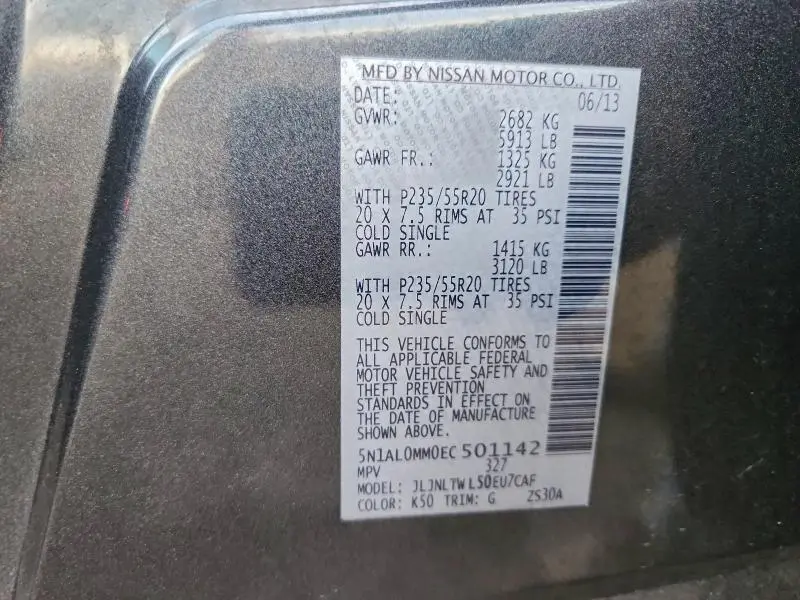 MFD BY NISSAN MOTOR CO., LTD.
DATE: 06/13
GVWR: 2682 KG
5913 LB
GAWR FR.: 1325 KG
2921 LB
WITH P235/55R20 TIRES
20 X 7.5 RIMS AT 35 PSI
COLD SINGLE
GAWR RR.: 1415 KG
3120 LB
WITH P235/55R20 TIRES
20 X 7.5 RIMS AT 35 PSI
COLD SINGLE
THIS VEHICLE CONFORMS TO
ALL APPLICABLE FEDERAL
MOTOR VEHICLE SAFETY AND
THEFT PREVENTION
STANDARDS IN EFFECT ON
THE DATE OF MANUFACTURE
SHOWN ABOVE.
5N1AL0MM0EC 501142
MPV 327
MODEL: JLJNLTWL50EU7CAF
COLOR: K50 TRIM: G ZS30A